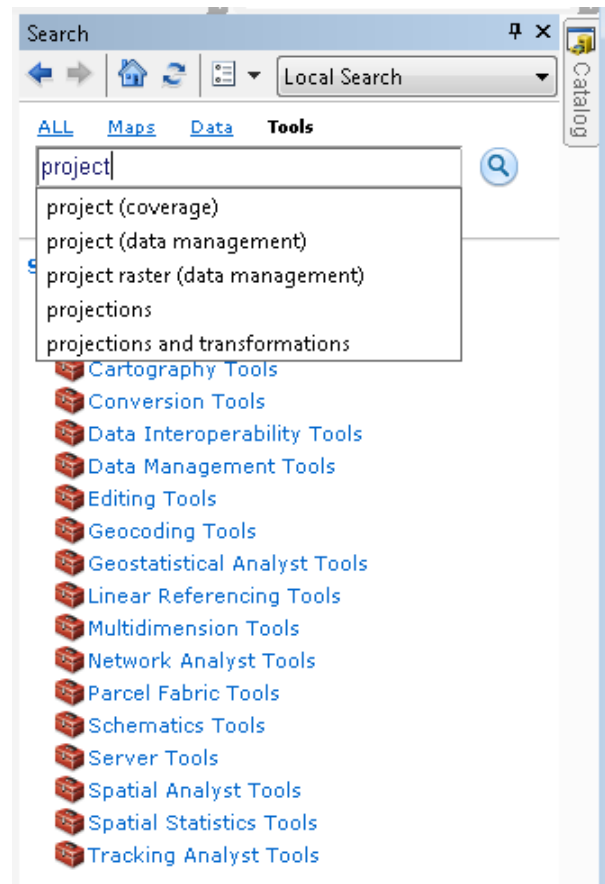 Search
Local Search
Catalog
ALL Maps Data Tools
project
project (coverage)
project (data management)
project raster (data management)
projections
projections and transformations
Cartography Tools
Conversion Tools
Data Interoperability Tools
Data Management Tools
Editing Tools
Geocoding Tools
Geostatistical Analyst Tools
Linear Referencing Tools
Multidimension Tools
Network Analyst Tools
Parcel Fabric Tools
Schematics Tools
Server Tools
Spatial Analyst Tools
Spatial Statistics Tools
Tracking Analyst Tools